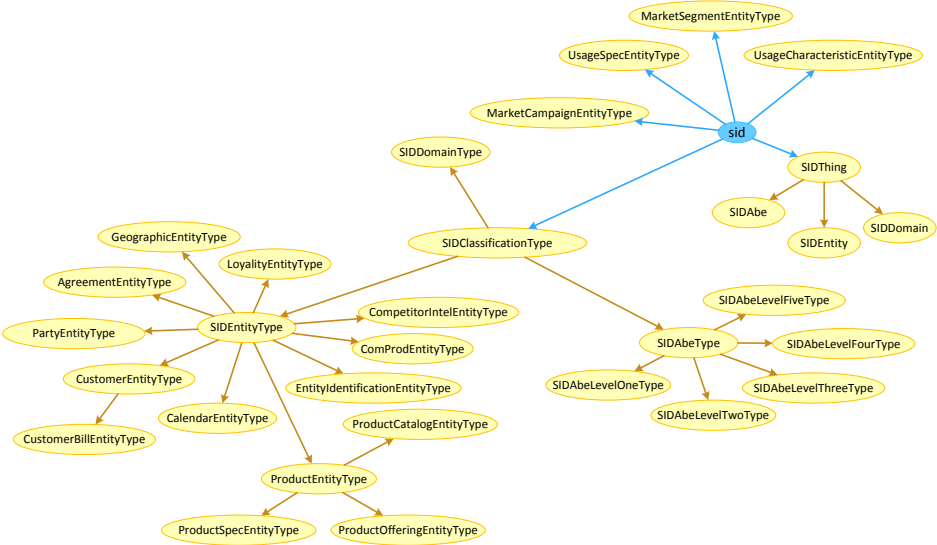 MarketSegmentEntityType
UsageSpecEntityType
UsageCharacteristicEntityType
MarketCampaignEntityType
sid
SIDDomainType
SIDThing
SIDAbe
SIDEntity
SIDDomain
SIDClassificationType
GeographicEntityType
LoyalityEntityType
AgreementEntityType
SIDAbeLevelFiveType
CompetitorIntelEntityType
PartyEntityType
SIDEntityType
ComProdEntityType
SIDAbeType
SIDAbeLevelFourType
CustomerEntityType
EntityIdentificationEntityType
SIDAbeLevelOneType
SIDAbeLevelThreeType
CalendarEntityType
SIDAbeLevelTwoType
ProductCatalogEntityType
CustomerBillEntityType
ProductEntityType
ProductSpecEntityType
ProductOfferingEntityType